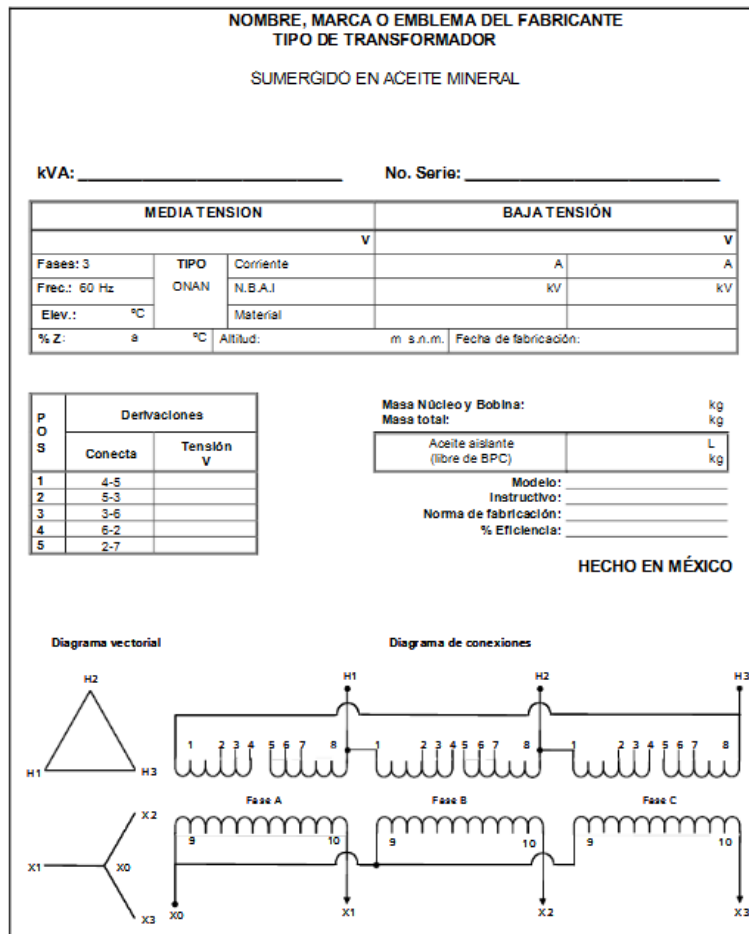 NOMBRE, MARCA O EMBLEMA DEL FABRICANTE
TIPO DE TRANSFORMADOR
SUMERGIDO EN ACEITE MINERAL
kVA: No. Serie:
MEDIA TENSION BAJA TENSIÓN
V V
Fases: 3 TIPO Corriente A A
Frec.: 60 Hz ONAN N.B.A.I kV kV
Elev.: ºC Material
% Z: a ºC Altitud: m s.n.m. Fecha de fabricación:
POS Derivaciones
Conecta Tensión V
1 4-5
2 5-3
3 3-6
4 6-2
5 2-7
Masa Núcleo y Bobina: kg
Masa total: kg
Aceite aislante L
(libre de BPC) kg
Modelo:
Instructivo:
Norma de fabricación:
% Eficiencia:
HECHO EN MÉXICO
Diagrama vectorial Diagrama de conexiones
H2 H1 H2 H3
1 2 3 4 5 6 7 8 1 2 3 4 5 6 7 8 1 2 3 4 5 6 7 8
H1 H3
Fase A Fase B Fase C
X2
9 10 9 10 9 10
X1 X0
X3 X0 X1 X2 X3